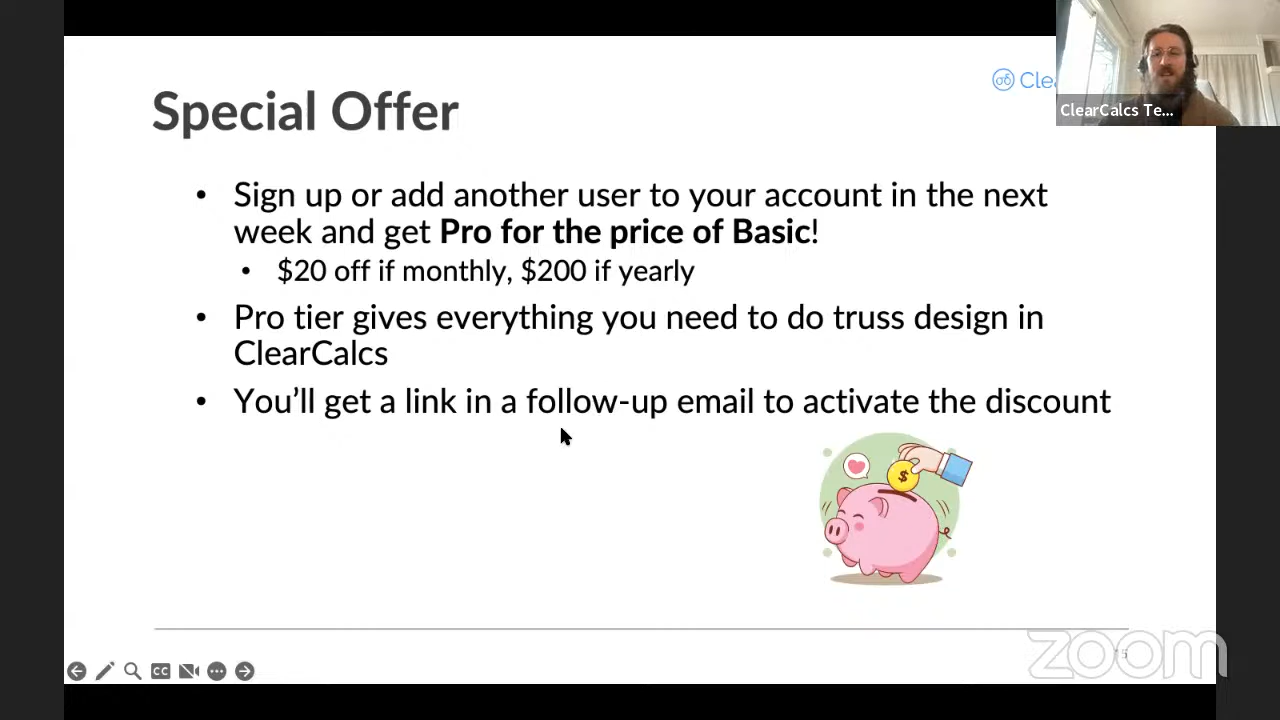 Special Offer
Clea
ClearCalcs Te...
• Sign up or add another user to your account in the next
week and get Pro for the price of Basic!
• $20 off if monthly, $200 if yearly
• Pro tier gives everything you need to do truss design in
ClearCalcs
• You’ll get a link in a follow-up email to activate the discount
$
CC
15
zoom